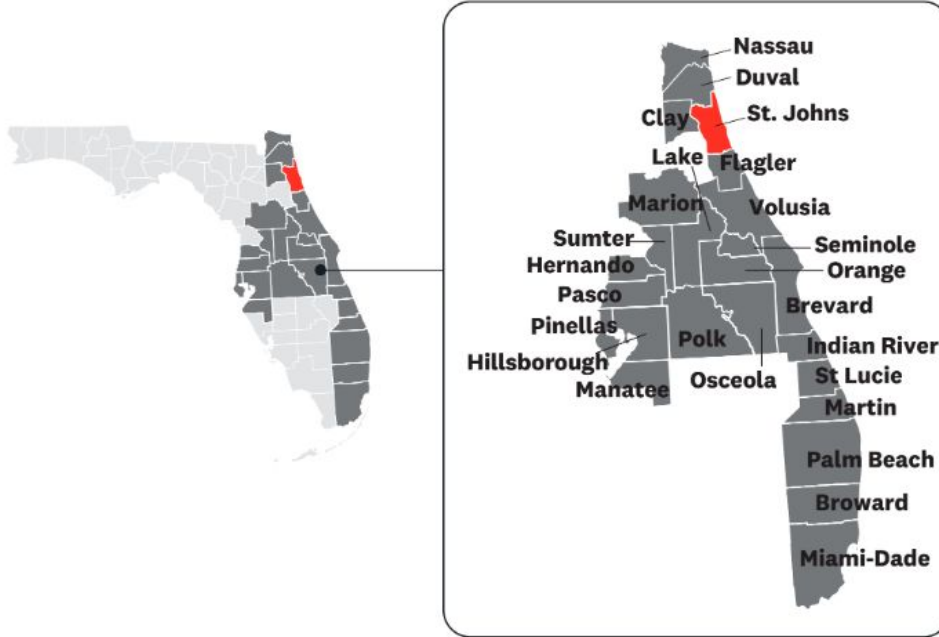 Nassau
Duval
Clay
St. Johns
Lake
Flagler
Marion
Volusia
Sumter
Seminole
Hernando
Orange
Pasco
Brevard
Pinellas
Polk
Indian River
Hillsborough
Osceola
St Lucie
Manatee
Martin
Palm Beach
Broward
Miami-Dade